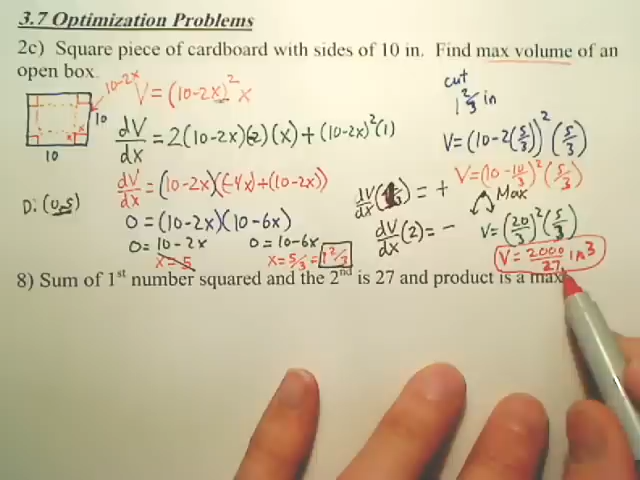 3.7 Optimization Problems
2c) Square piece of cardboard with sides of 10 in. Find max volume of an
open box.
10-2x
V = (10-2x)² x
x
10
10
dV/dx = 2(10-2x)(-2)(x) + (10-2x)²(1)
D: (0,5)
dV/dx = (10-2x)(-4x)+(10-2x))
0 = (10-2x)(10-6x)
0 = 10-2x
0 = 10-6x
x = 5
x = 5/3 = 1 2/3
dV/dx (1) = +
dV/dx (2) = -
Max
cut
1 2/3 in
V = (10-2(5/3))² (5/3)
V = (10-10/3)² (5/3)
V = (20/3)² (5/3)
V = 2000/27 in³
8) Sum of 1st number squared and the 2nd is 27 and product is a max